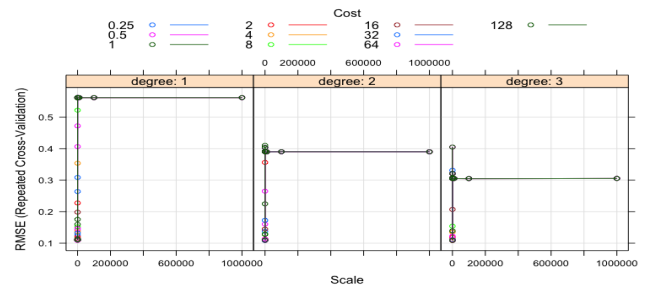 Cost
0.25 2 16 128
0.5 4 32
1 8 64
0 200000 600000 1000000
degree: 1 degree: 2 degree: 3
RMSE (Repeated Cross-Validation)
0.5
0.4
0.3
0.2
0.1
0 200000 600000 1000000 0 200000 600000 1000000
Scale